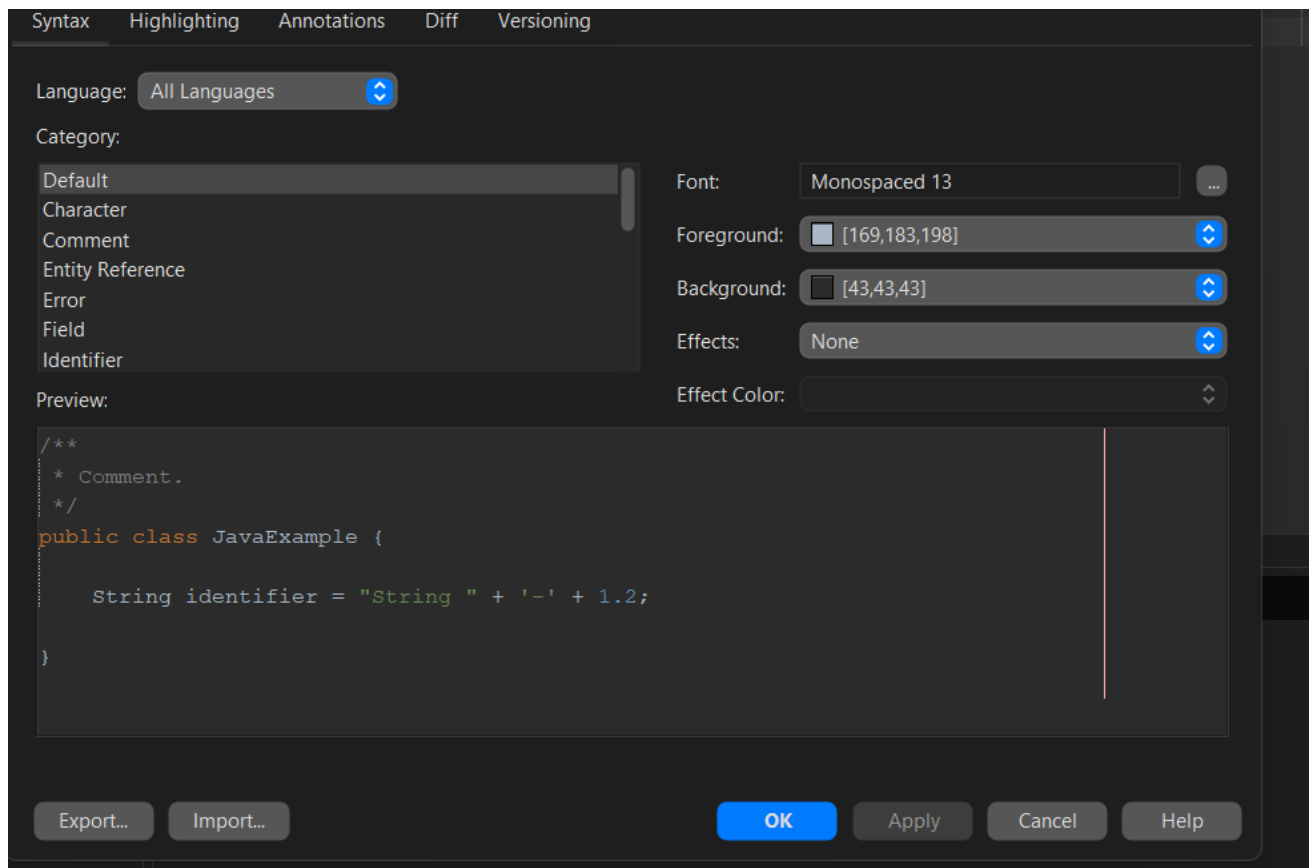 Syntax Highlighting Annotations Diff Versioning
Language: All Languages
Category:
Default
Character
Comment
Entity Reference
Error
Field
Identifier
Font: Monospaced 13 ...
Foreground: [169,183,198]
Background: [43,43,43]
Effects: None
Effect Color:
Preview:
/**
 * Comment.
 */
public class JavaExample {
    String identifier = "String " + '-' + 1.2;
}
Export... Import... OK Apply Cancel Help